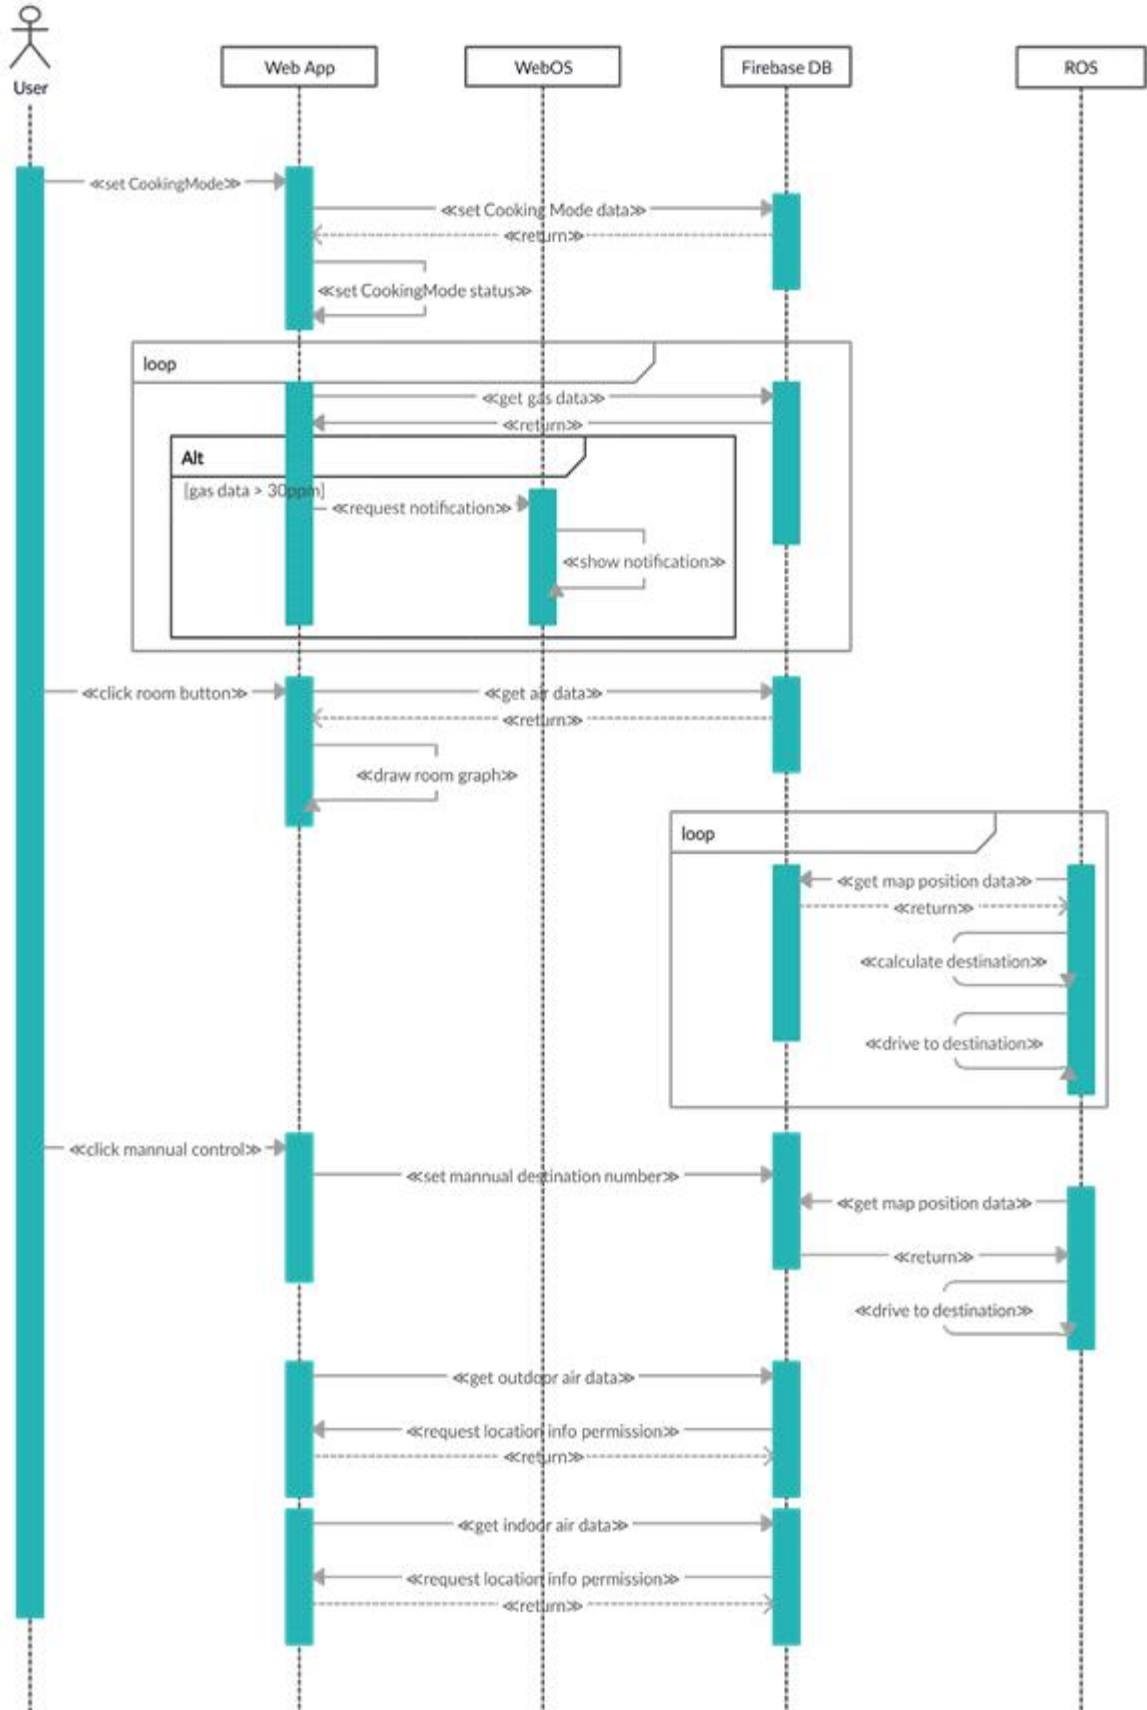 User
Web App
WebOS
Firebase DB
ROS
≪set CookingMode≫
≪set Cooking Mode data≫
≪return≫
≪set CookingMode status≫
loop
≪get gas data≫
≪return≫
Alt
[gas data > 30ppm]
≪request notification≫
≪show notification≫
≪click room button≫
≪get air data≫
≪return≫
≪draw room graph≫
loop
≪get map position data≫
≪return≫
≪calculate destination≫
≪drive to destination≫
≪click mannual control≫
≪set mannual destination number≫
≪get map position data≫
≪return≫
≪drive to destination≫
≪get outdoor air data≫
≪request location info permission≫
≪return≫
≪get indoor air data≫
≪request location info permission≫
≪return≫